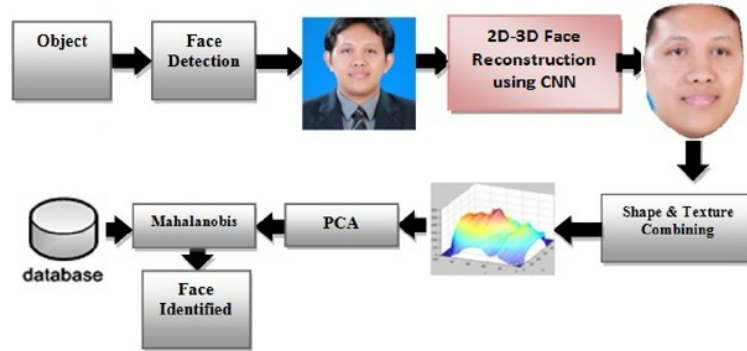 Object
Face
Detection
2D-3D Face
Reconstruction
using CNN
Shape & Texture
Combining
PCA
Mahalanobis
database
Face
Identified